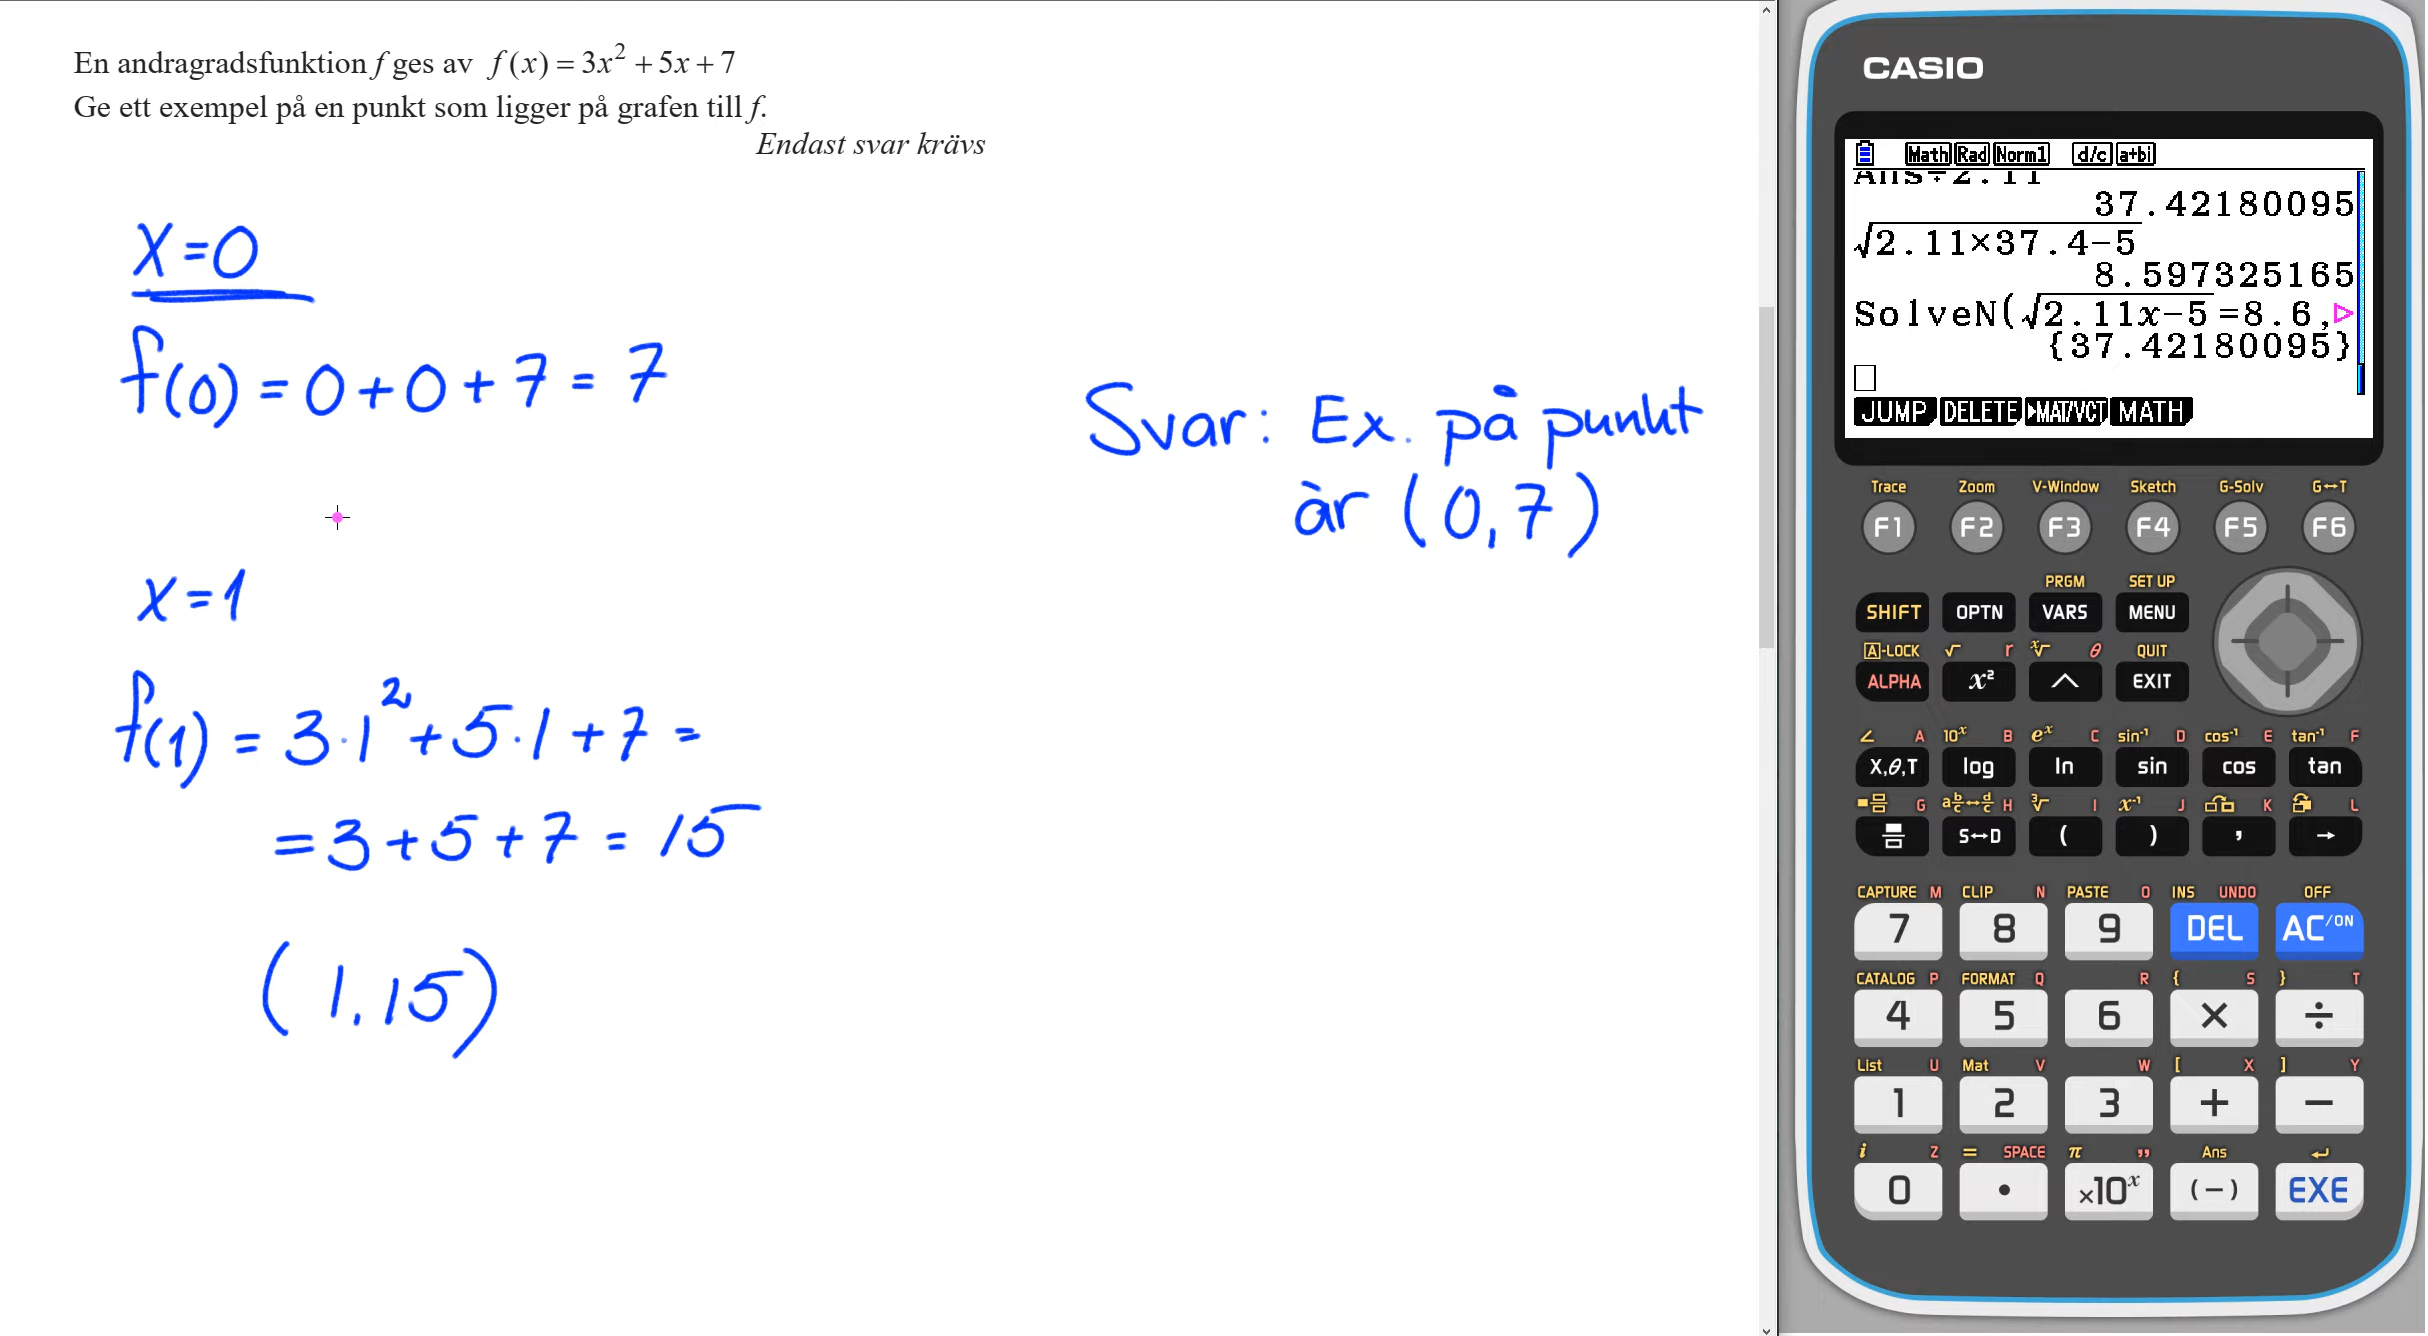 En andragradsfunktion f ges av f(x) = 3x² + 5x + 7
Ge ett exempel på en punkt som ligger på grafen till f.
Endast svar krävs
x=0
f(0) = 0+0+7 = 7
Svar: Ex. på punkt
är (0,7)
x=1
f(1) = 3·1² + 5·1 + 7 =
= 3+5+7 = 15
(1,15)
CASIO
Math Rad Norm1 d/c a+bi
Ans÷2.11
37.42180095
√2.11×37.4−5
8.597325165
SolveN(√2.11x−5=8.6,▷
{37.42180095}
JUMP DELETE ▶MAT/VCT MATH
Trace Zoom V-Window Sketch G-Solv G↔T
F1 F2 F3 F4 F5 F6
PRGM SET UP
SHIFT OPTN VARS MENU
A-LOCK √ r ˣ√ θ QUIT
ALPHA x² ^ EXIT
∠ A 10ˣ B eˣ C sin⁻¹ D cos⁻¹ E tan⁻¹ F
X,θ,T log ln sin cos tan
G a b/c↔d/c H ³√ I x⁻¹ J K L
S↔D ( ) , →
CAPTURE M CLIP N PASTE O INS UNDO OFF
7 8 9 DEL AC/ON
CATALOG P FORMAT Q R { S } T
4 5 6 × ÷
List U Mat V W [ X ] Y
1 2 3 + −
i Z = SPACE π " Ans ↵
0 • ×10ˣ (−) EXE